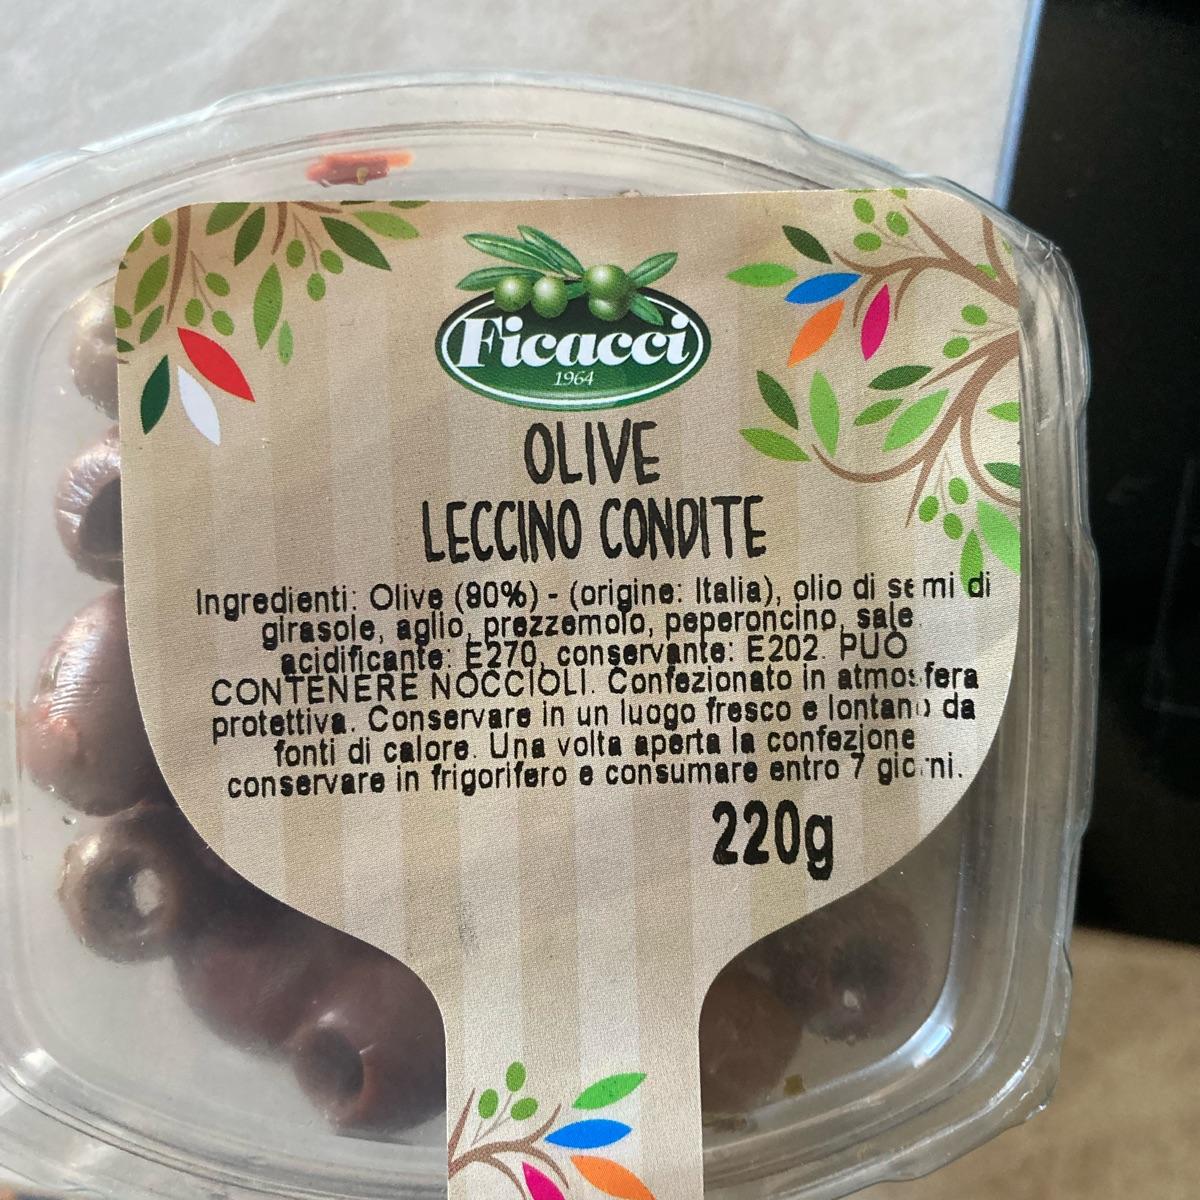 Ficacci
1964
OLIVE
LECCINO CONDITE
Ingredienti: Olive (90%) - (origine: Italia), olio di semi di
girasole, aglio, prezzemolo, peperoncino, sale,
acidificante: E270, conservante: E202. PUÒ
CONTENERE NOCCIOLI. Confezionato in atmosfera
protettiva. Conservare in un luogo fresco e lontano da
fonti di calore. Una volta aperta la confezione
conservare in frigorifero e consumare entro 7 giorni.
220g